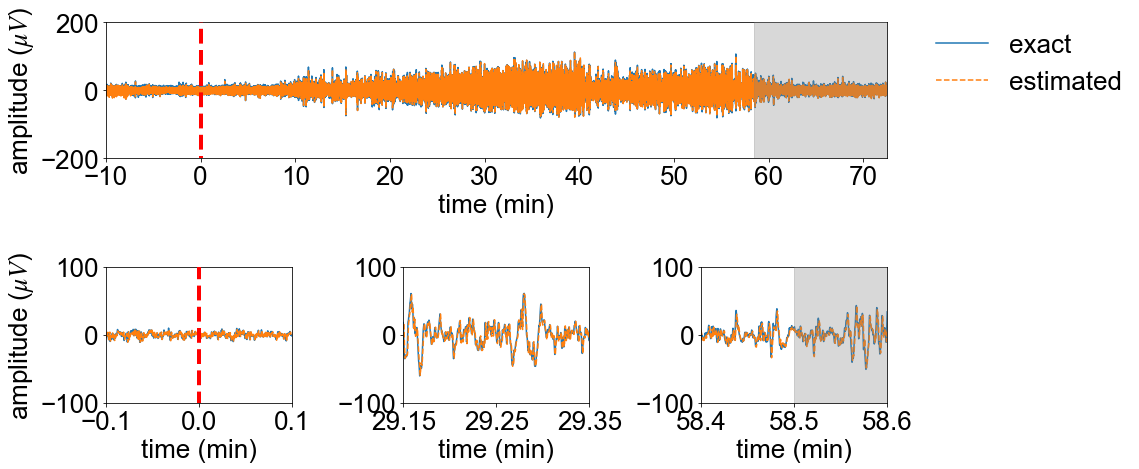 amplitude (μV)
200
0
−200
−10 0 10 20 30 40 50 60 70
time (min)
exact
estimated
amplitude (μV)
100
0
−100
−0.1 0.0 0.1
time (min)
100
0
−100
29.15 29.25 29.35
time (min)
100
0
−100
58.4 58.5 58.6
time (min)